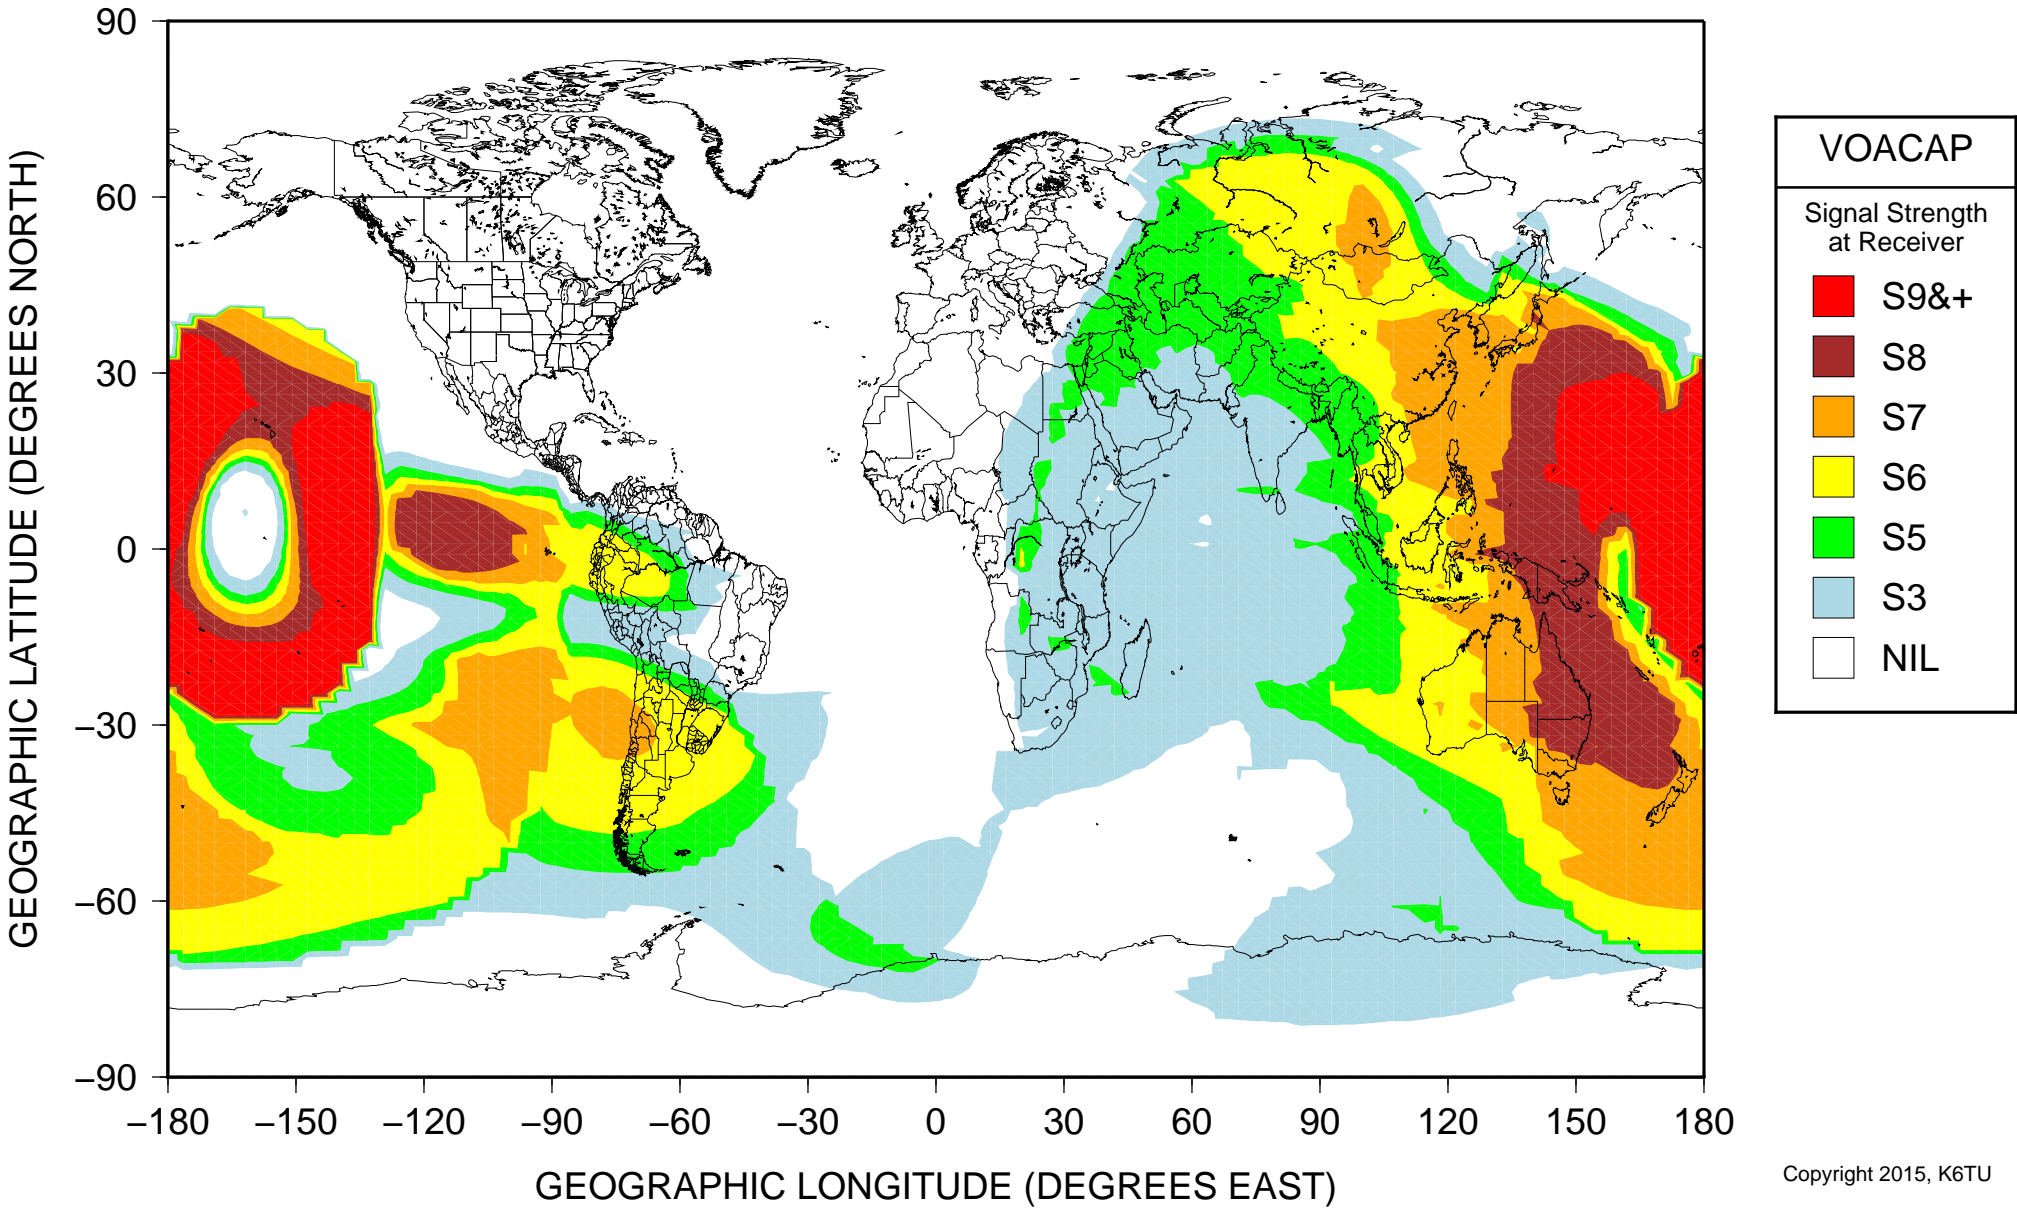 90
60
30
0
−30
−60
−90
GEOGRAPHIC LATITUDE (DEGREES NORTH)
−180 −150 −120 −90 −60 −30 0 30 60 90 120 150 180
GEOGRAPHIC LONGITUDE (DEGREES EAST)
VOACAP
Signal Strength
at Receiver
S9&+
S8
S7
S6
S5
S3
NIL
Copyright 2015, K6TU